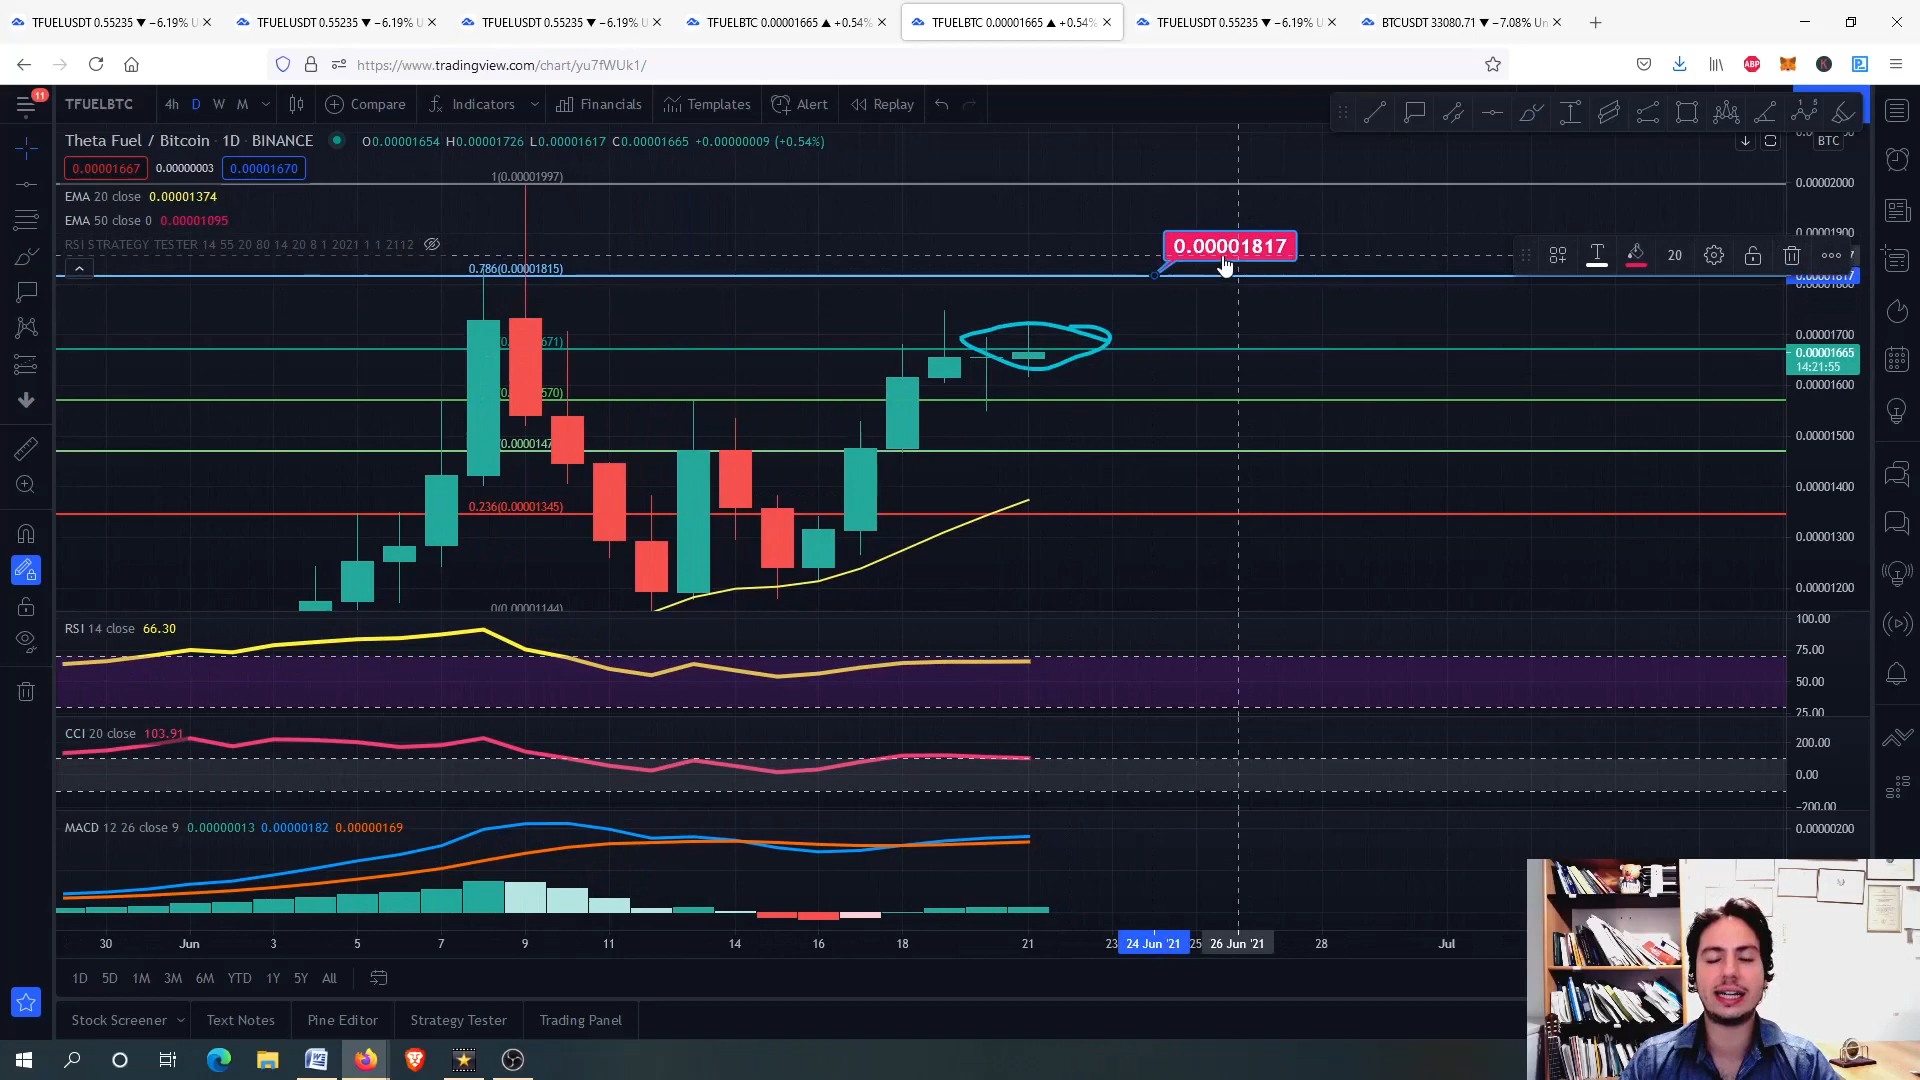 TFUELUSDT 0.55235 ▼ −6.19% U
TFUELUSDT 0.55235 ▼ −6.19% U
TFUELUSDT 0.55235 ▼ −6.19% U
TFUELBTC 0.00001665 ▲ +0.54%
TFUELBTC 0.00001665 ▲ +0.54%
TFUELUSDT 0.55235 ▼ −6.19% U
BTCUSDT 33080.71 ▼ −7.08% Un
https://www.tradingview.com/chart/yu7fWUk1/
ABP
11
TFUELBTC
4h D W M
Compare
Indicators
Financials
Templates
Alert
Replay
Theta Fuel / Bitcoin · 1D · BINANCE
O0.00001654 H0.00001726 L0.00001617 C0.00001665 +0.00000009 (+0.54%)
BTC
0.00001667 0.00000003 0.00001670
EMA 20 close 0.00001374
EMA 50 close 0 0.00001095
RSI STRATEGY TESTER 14 55 20 80 14 20 8 1 2021 1 1 2112
1(0.00001997)
0.786(0.00001815)
0.236(0.00001345)
0(0.00001144)
0.00001817
20
0.00002000
0.00001900
0.00001817
0.00001800
0.00001700
0.00001665
14:21:55
0.00001600
0.00001500
0.00001400
0.00001300
0.00001200
RSI 14 close 66.30
100.00
75.00
50.00
25.00
CCI 20 close 103.91
200.00
0.00
−200.00
MACD 12 26 close 9 0.00000013 0.00000182 0.00000169
0.00000200
30 Jun 3 5 7 9 11 14 16 18 21 23 24 Jun '21 25 26 Jun '21 28 Jul
1D 5D 1M 3M 6M YTD 1Y 5Y All
Stock Screener
Text Notes
Pine Editor
Strategy Tester
Trading Panel